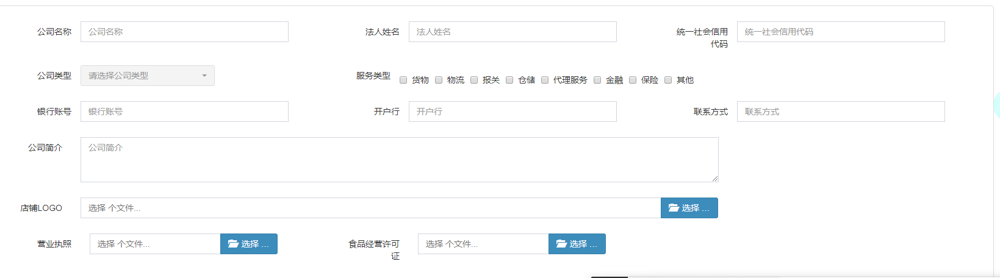 公司名称 公司名称 法人姓名 法人姓名 统一社会信用 统一社会信用代码
代码
公司类型 请选择公司类型 服务类型 货物 物流 报关 仓储 代理服务 金融 保险 其他
银行账号 银行账号 开户行 开户行 联系方式 联系方式
公司简介 公司简介
店铺LOGO 选择 个文件... 选择 ...
营业执照 选择 个文件... 选择 ... 食品经营许可 选择 个文件... 选择 ...
证